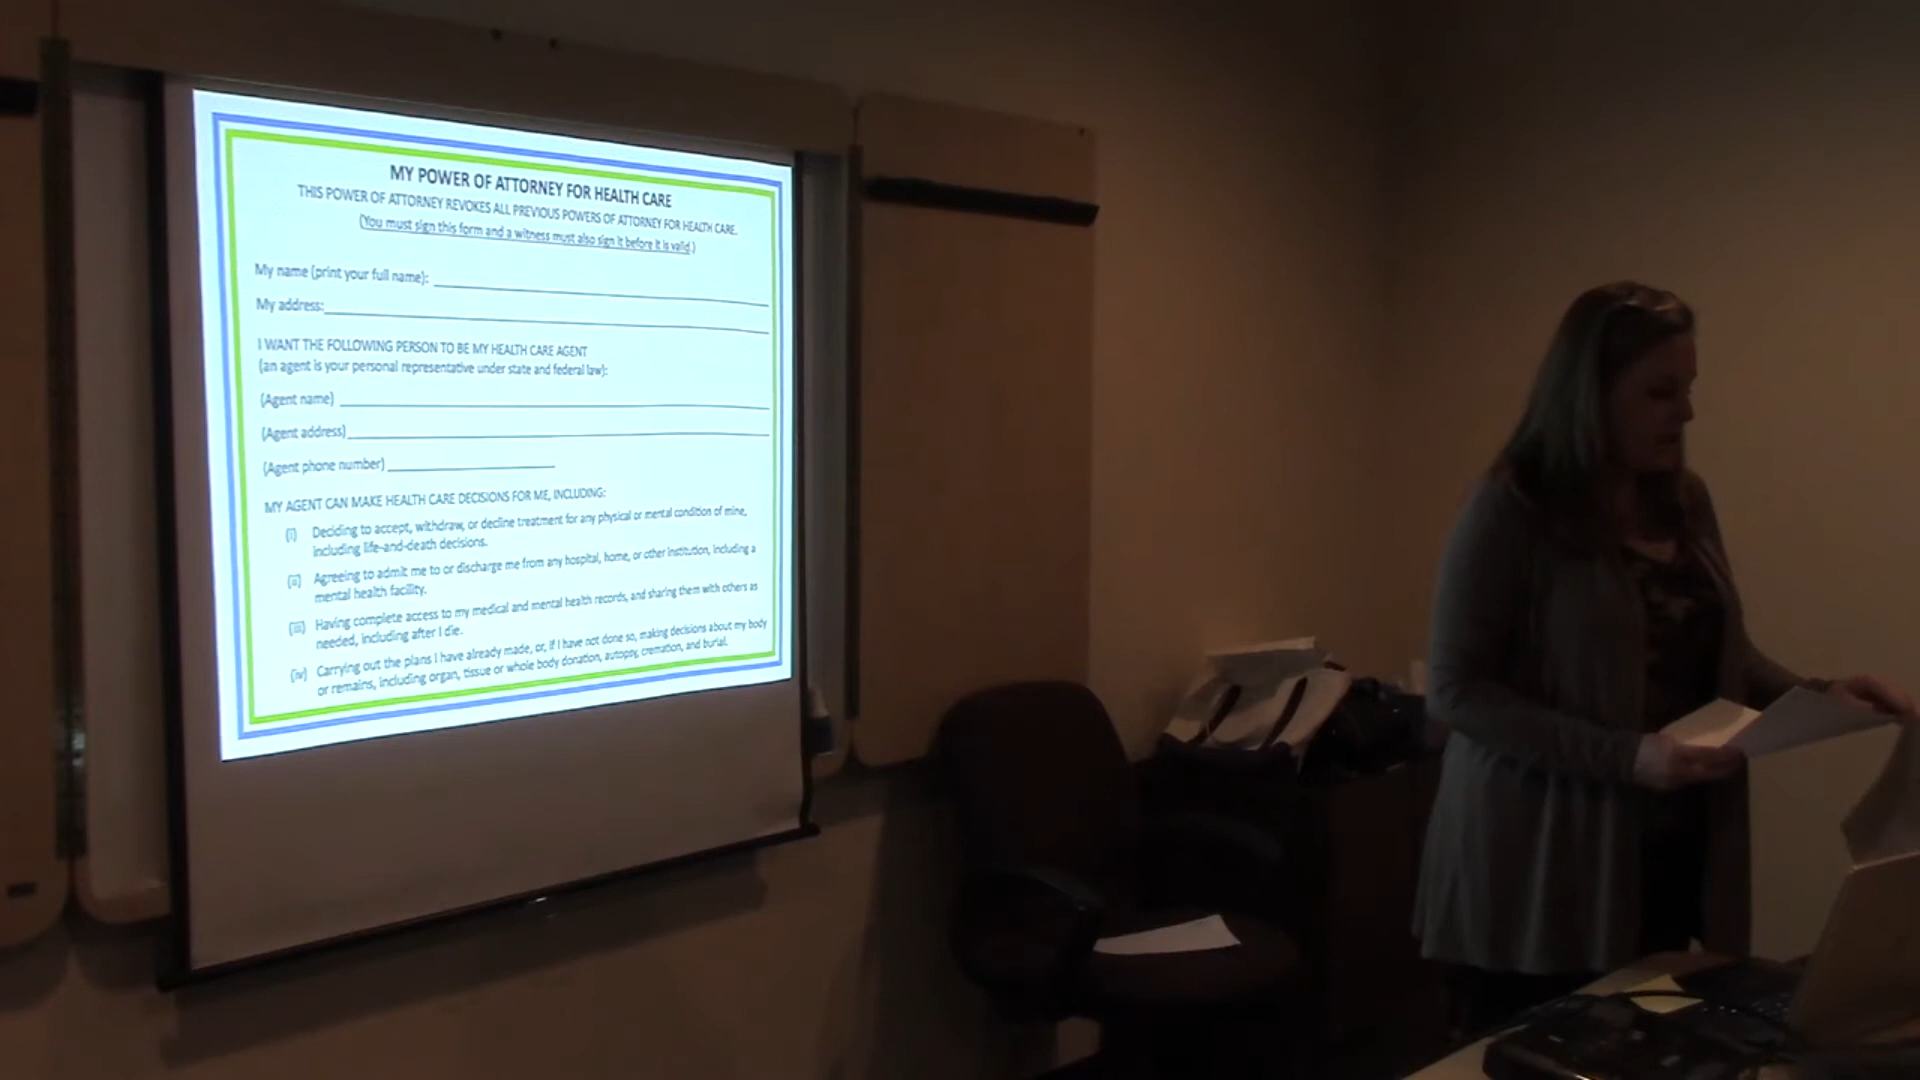 MY POWER OF ATTORNEY FOR HEALTH CARE
THIS POWER OF ATTORNEY REVOKES ALL PREVIOUS POWERS OF ATTORNEY FOR HEALTH CARE.
(You must sign this form and a witness must also sign it before it is valid.)
My name (print your full name):
My address:
I WANT THE FOLLOWING PERSON TO BE MY HEALTH CARE AGENT
(an agent is your personal representative under state and federal law):
(Agent name)
(Agent address)
(Agent phone number)
MY AGENT CAN MAKE HEALTH CARE DECISIONS FOR ME, INCLUDING:
(i) Deciding to accept, withdraw, or decline treatment for any physical or mental condition of mine,
including life-and-death decisions.
(ii) Agreeing to admit me to or discharge me from any hospital, home, or other institution, including a
mental health facility.
(iii) Having complete access to my medical and mental health records, and sharing them with others as
needed, including after I die.
(iv) Carrying out the plans I have already made, or, if I have not done so, making decisions about my body
or remains, including organ, tissue or whole body donation, autopsy, cremation, and burial.